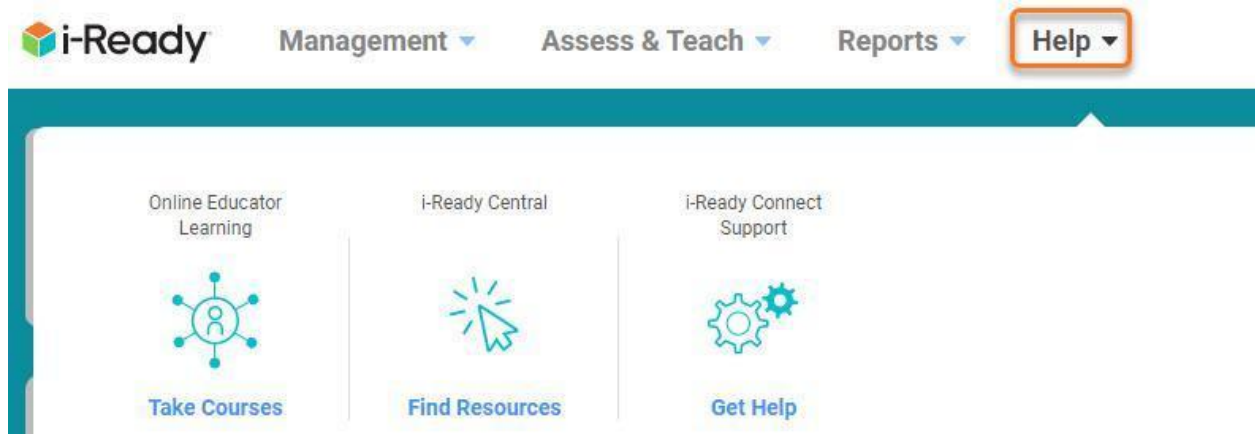 i-Ready Management Assess & Teach Reports Help
Online Educator
Learning
i-Ready Central
i-Ready Connect
Support
Take Courses
Find Resources
Get Help